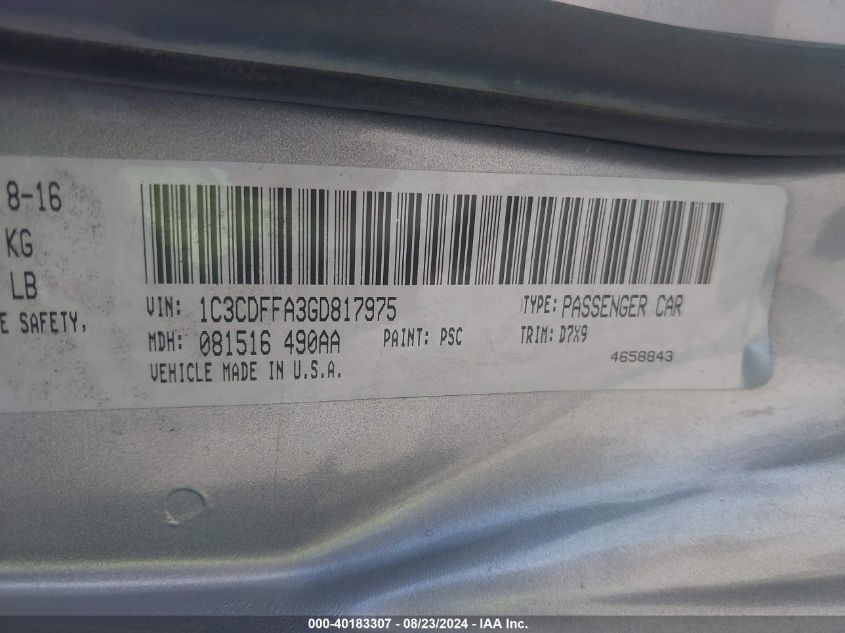 8-16
KG
LB
E SAFETY,
VIN: 1C3CDFFA3GD817975 TYPE: PASSENGER CAR
MDH: 081516 490AA PAINT: PSC TRIM: D7X9
VEHICLE MADE IN U.S.A. 4658843
000-40183307 - 08/23/2024 - IAA Inc.